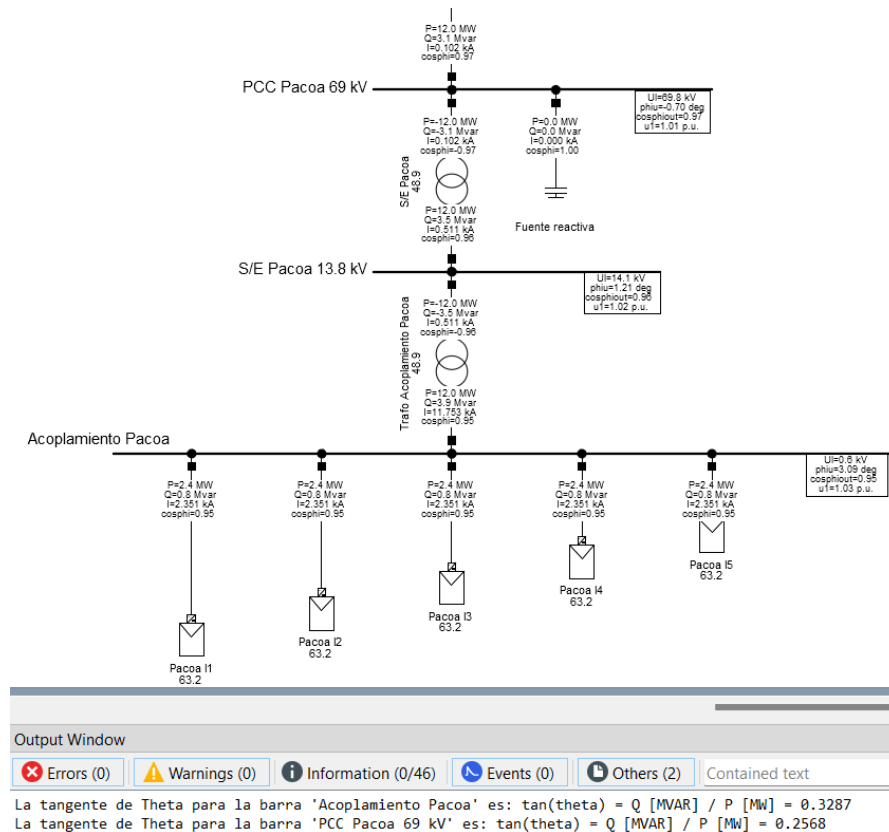 P=12.0 MW
Q=3.1 Mvar
I=0.102 kA
cosphi=0.97
PCC Pacoa 69 kV
Ul=69.8 kV
phiu=-0.70 deg
cosphiout=0.97
u1=1.01 p.u.
P=-12.0 MW
Q=-3.1 Mvar
I=0.102 kA
cosphi=-0.97
P=0.0 MW
Q=0.0 Mvar
I=0.000 kA
cosphi=1.00
S/E Pacoa
48.9
Fuente reactiva
P=12.0 MW
Q=3.5 Mvar
I=0.511 kA
cosphi=0.96
S/E Pacoa 13.8 kV
Ul=14.1 kV
phiu=1.21 deg
cosphiout=0.96
u1=1.02 p.u.
P=-12.0 MW
Q=-3.5 Mvar
I=0.511 kA
cosphi=-0.96
Trafo Acoplamiento Pacoa
48.9
P=12.0 MW
Q=3.9 Mvar
I=11.753 kA
cosphi=0.95
Acoplamiento Pacoa
Ul=0.6 kV
phiu=3.09 deg
cosphiout=0.95
u1=1.03 p.u.
P=2.4 MW
Q=0.8 Mvar
I=2.351 kA
cosphi=0.95
P=2.4 MW
Q=0.8 Mvar
I=2.351 kA
cosphi=0.95
P=2.4 MW
Q=0.8 Mvar
I=2.351 kA
cosphi=0.95
P=2.4 MW
Q=0.8 Mvar
I=2.351 kA
cosphi=0.95
P=2.4 MW
Q=0.8 Mvar
I=2.351 kA
cosphi=0.95
Pacoa I1
63.2
Pacoa I2
63.2
Pacoa I3
63.2
Pacoa I4
63.2
Pacoa I5
63.2
Output Window
Errors (0) Warnings (0) Information (0/46) Events (0) Others (2) Contained text
La tangente de Theta para la barra 'Acoplamiento Pacoa' es: tan(theta) = Q [MVAR] / P [MW] = 0.3287
La tangente de Theta para la barra 'PCC Pacoa 69 kV' es: tan(theta) = Q [MVAR] / P [MW] = 0.2568